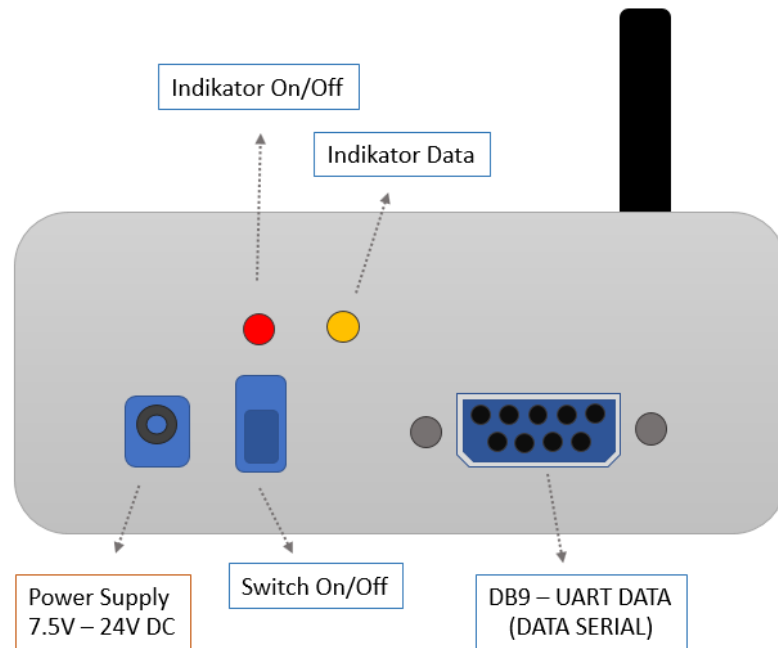 Indikator On/Off
Indikator Data
Power Supply
7.5V – 24V DC
Switch On/Off
DB9 – UART DATA
(DATA SERIAL)